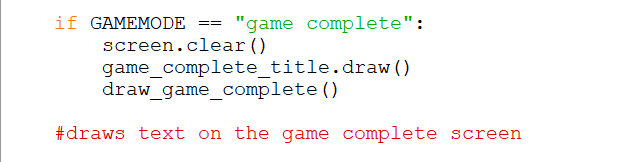 if GAMEMODE == "game complete":
    screen.clear()
    game_complete_title.draw()
    draw_game_complete()
#draws text on the game complete screen